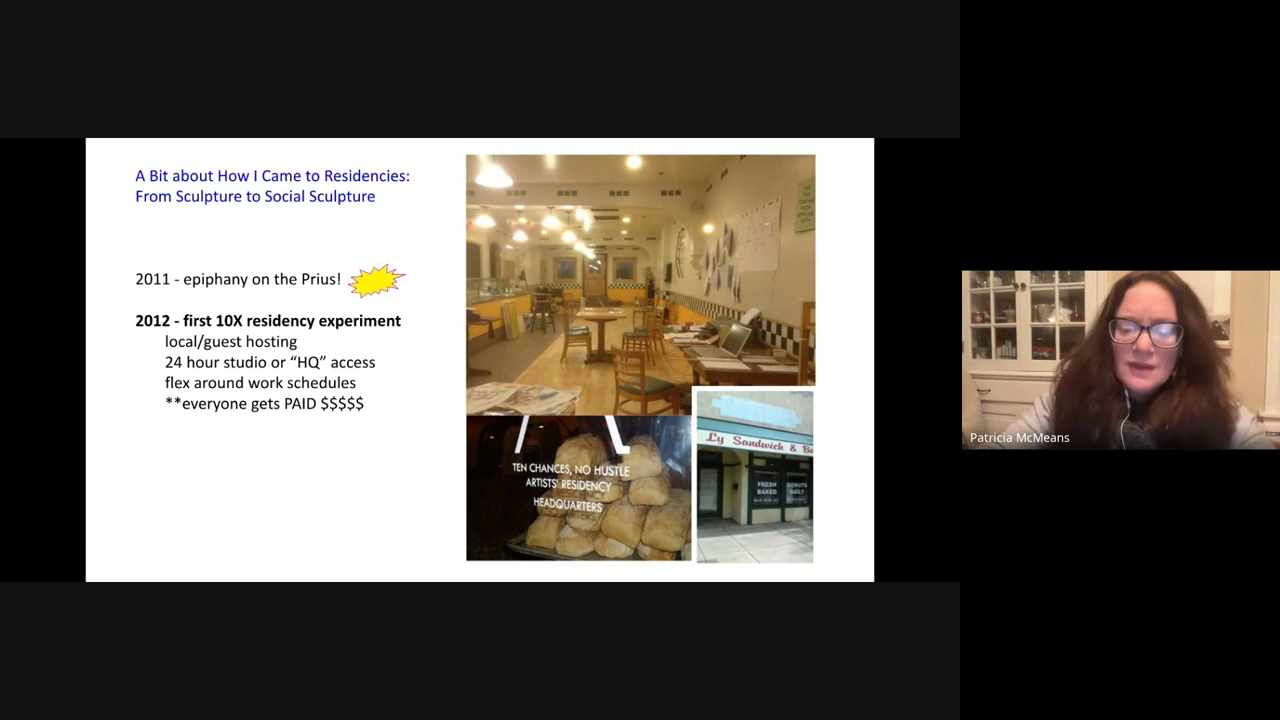 A Bit about How I Came to Residencies:
From Sculpture to Social Sculpture
2011 - epiphany on the Prius!
2012 - first 10X residency experiment
local/guest hosting
24 hour studio or “HQ” access
flex around work schedules
**everyone gets PAID $$$$$
TEN CHANCES, NO HUSTLE
ARTISTS' RESIDENCY
HEADQUARTERS
Ly Sandwich & B
FRESH
BAKED
DONUTS
DAILY
Patricia McMeans